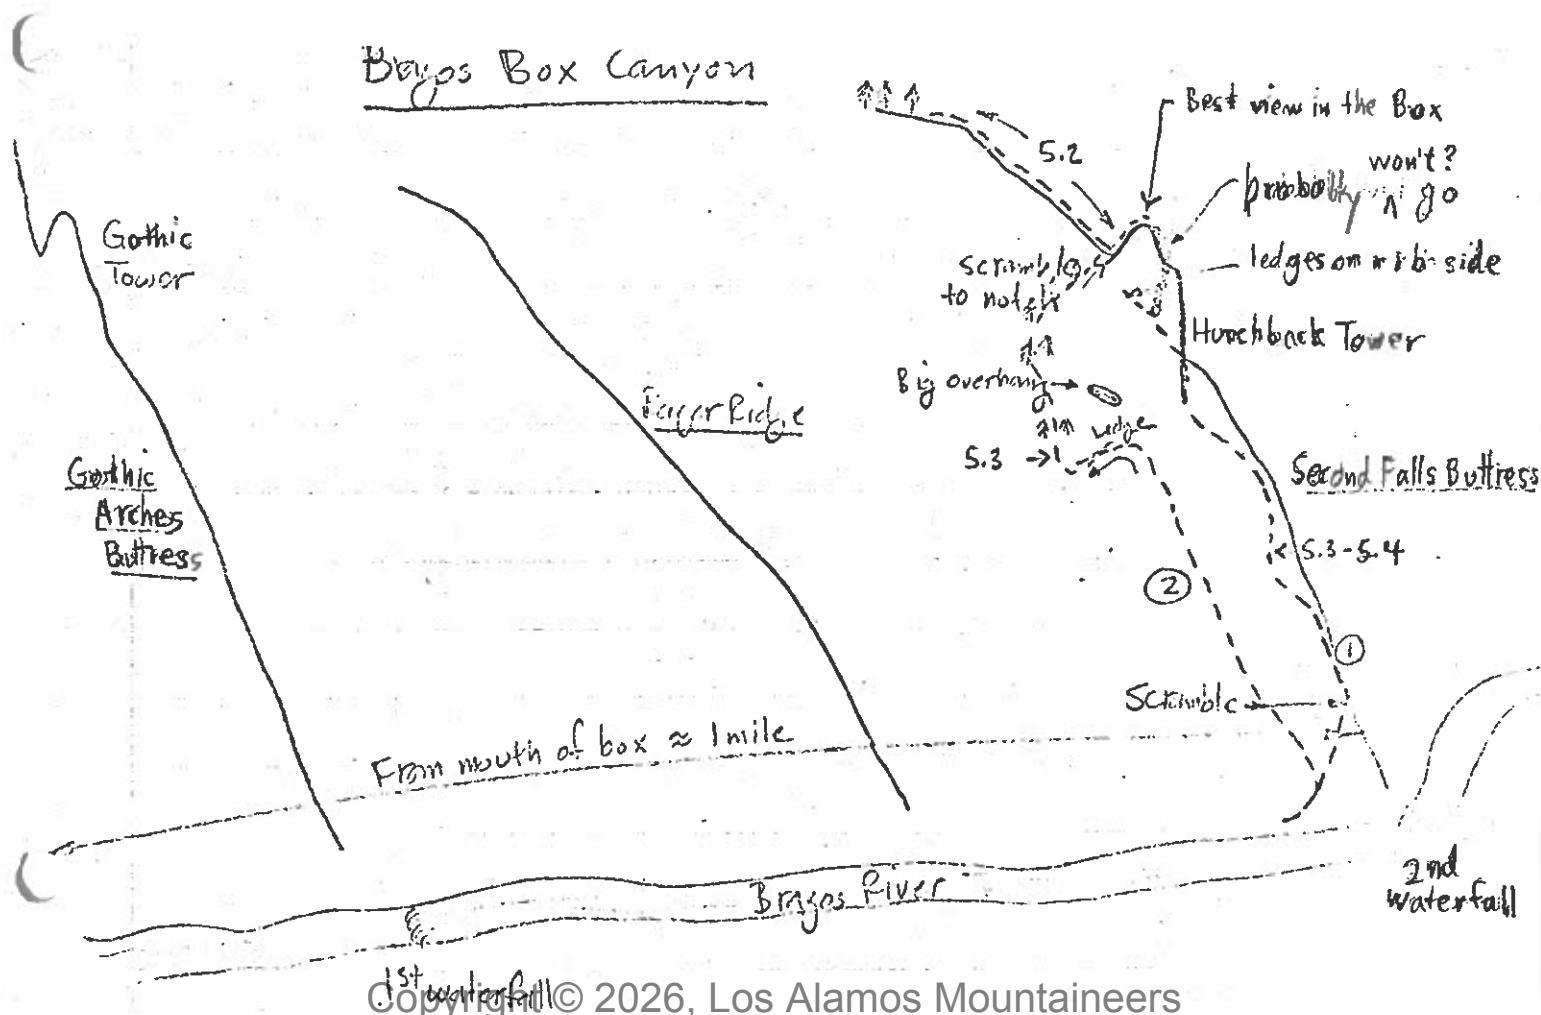 Brazos Box Canyon
Best view in the Box
5.2
won't?
probably ∧ go
Gothic
Tower
scramble
to notch
ledges on side
Hunchback Tower
Big overhang
Ledge
Ridge
5.3
Second Falls Buttress
Gothic
Arches
Buttress
5.3-5.4
2
1
Scramble
From mouth of box ≈ 1 mile
Brazos River
2nd
waterfall
1st waterfall
Copyright © 2026, Los Alamos Mountaineers